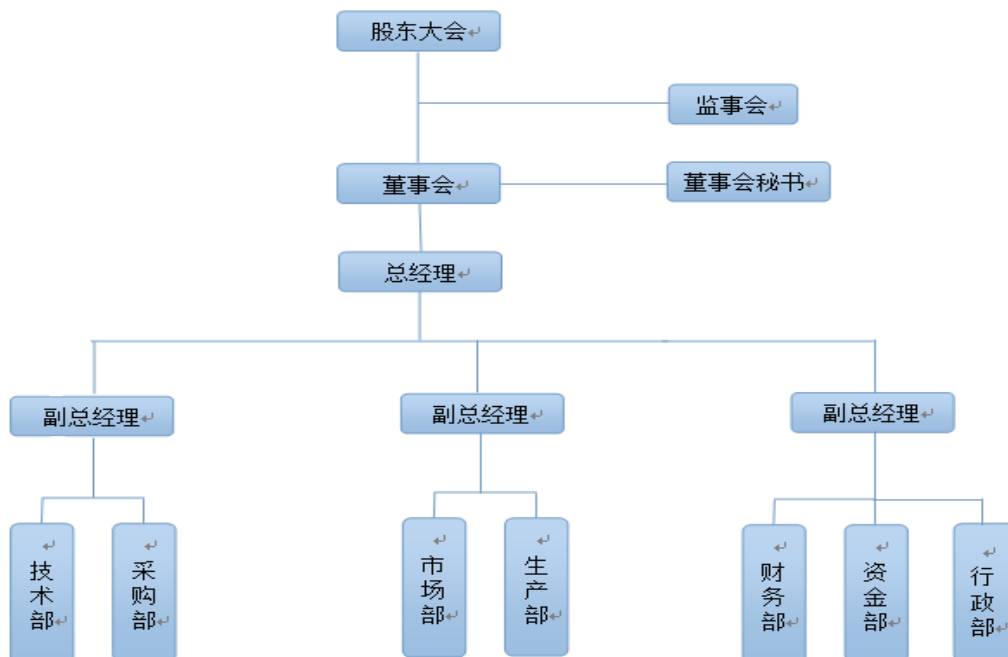 股东大会
监事会
董事会
董事会秘书
总经理
副总经理
副总经理
副总经理
技术部
采购部
市场部
生产部
财务部
资金部
行政部